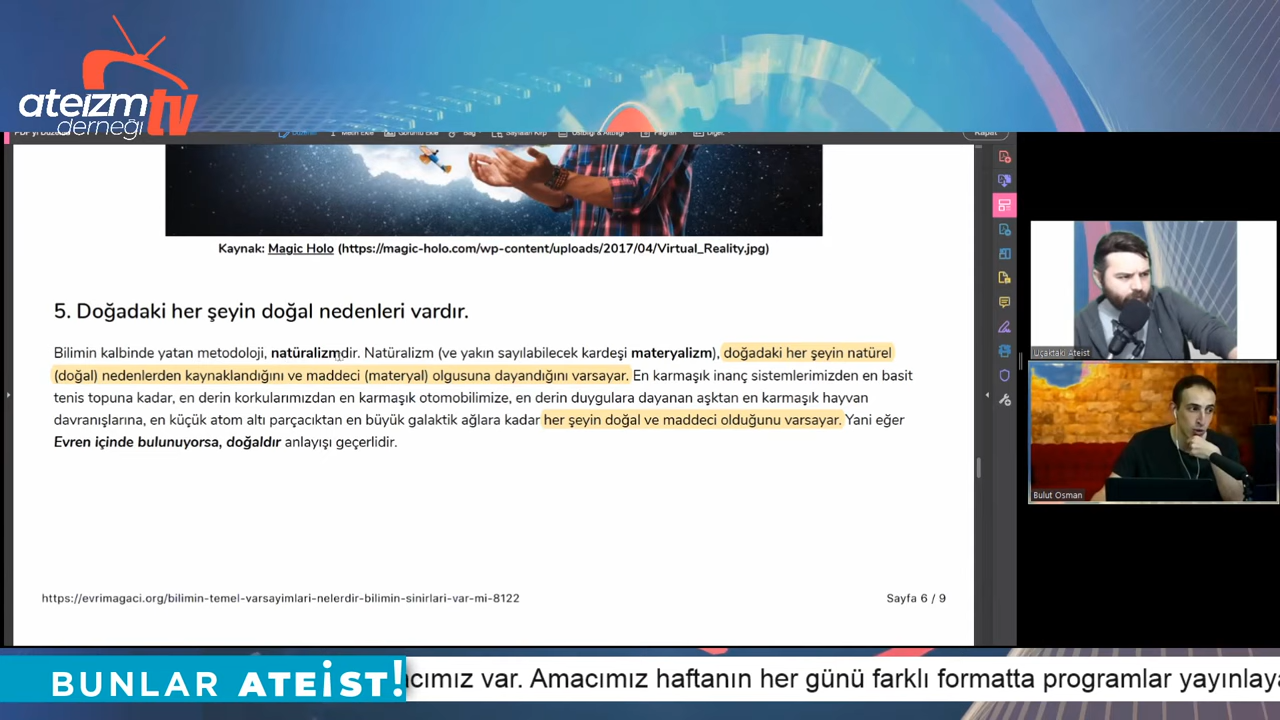 ateizm tv
derneği
Kapat
Kaynak: Magic Holo (https://magic-holo.com/wp-content/uploads/2017/04/Virtual_Reality.jpg)
5. Doğadaki her şeyin doğal nedenleri vardır.
Bilimin kalbinde yatan metodoloji, natüralizmdir. Natüralizm (ve yakın sayılabilecek kardeşi materyalizm), doğadaki her şeyin natürel
(doğal) nedenlerden kaynaklandığını ve maddeci (materyal) olgusuna dayandığını varsayar. En karmaşık inanç sistemlerimizden en basit
tenis topuna kadar, en derin korkularımızdan en karmaşık otomobilimize, en derin duygulara dayanan aşktan en karmaşık hayvan
davranışlarına, en küçük atom altı parçacıktan en büyük galaktik ağlara kadar her şeyin doğal ve maddeci olduğunu varsayar. Yani eğer
Evren içinde bulunuyorsa, doğaldır anlayışı geçerlidir.
https://evrimagaci.org/bilimin-temel-varsayimlari-nelerdir-bilimin-sinirlari-var-mi-8122
Sayfa 6 / 9
Uçaktaki Ateist
Bulut Osman
BUNLAR ATEİST!
acımız var. Amacımız haftanın her günü farklı formatta programlar yayınlaya